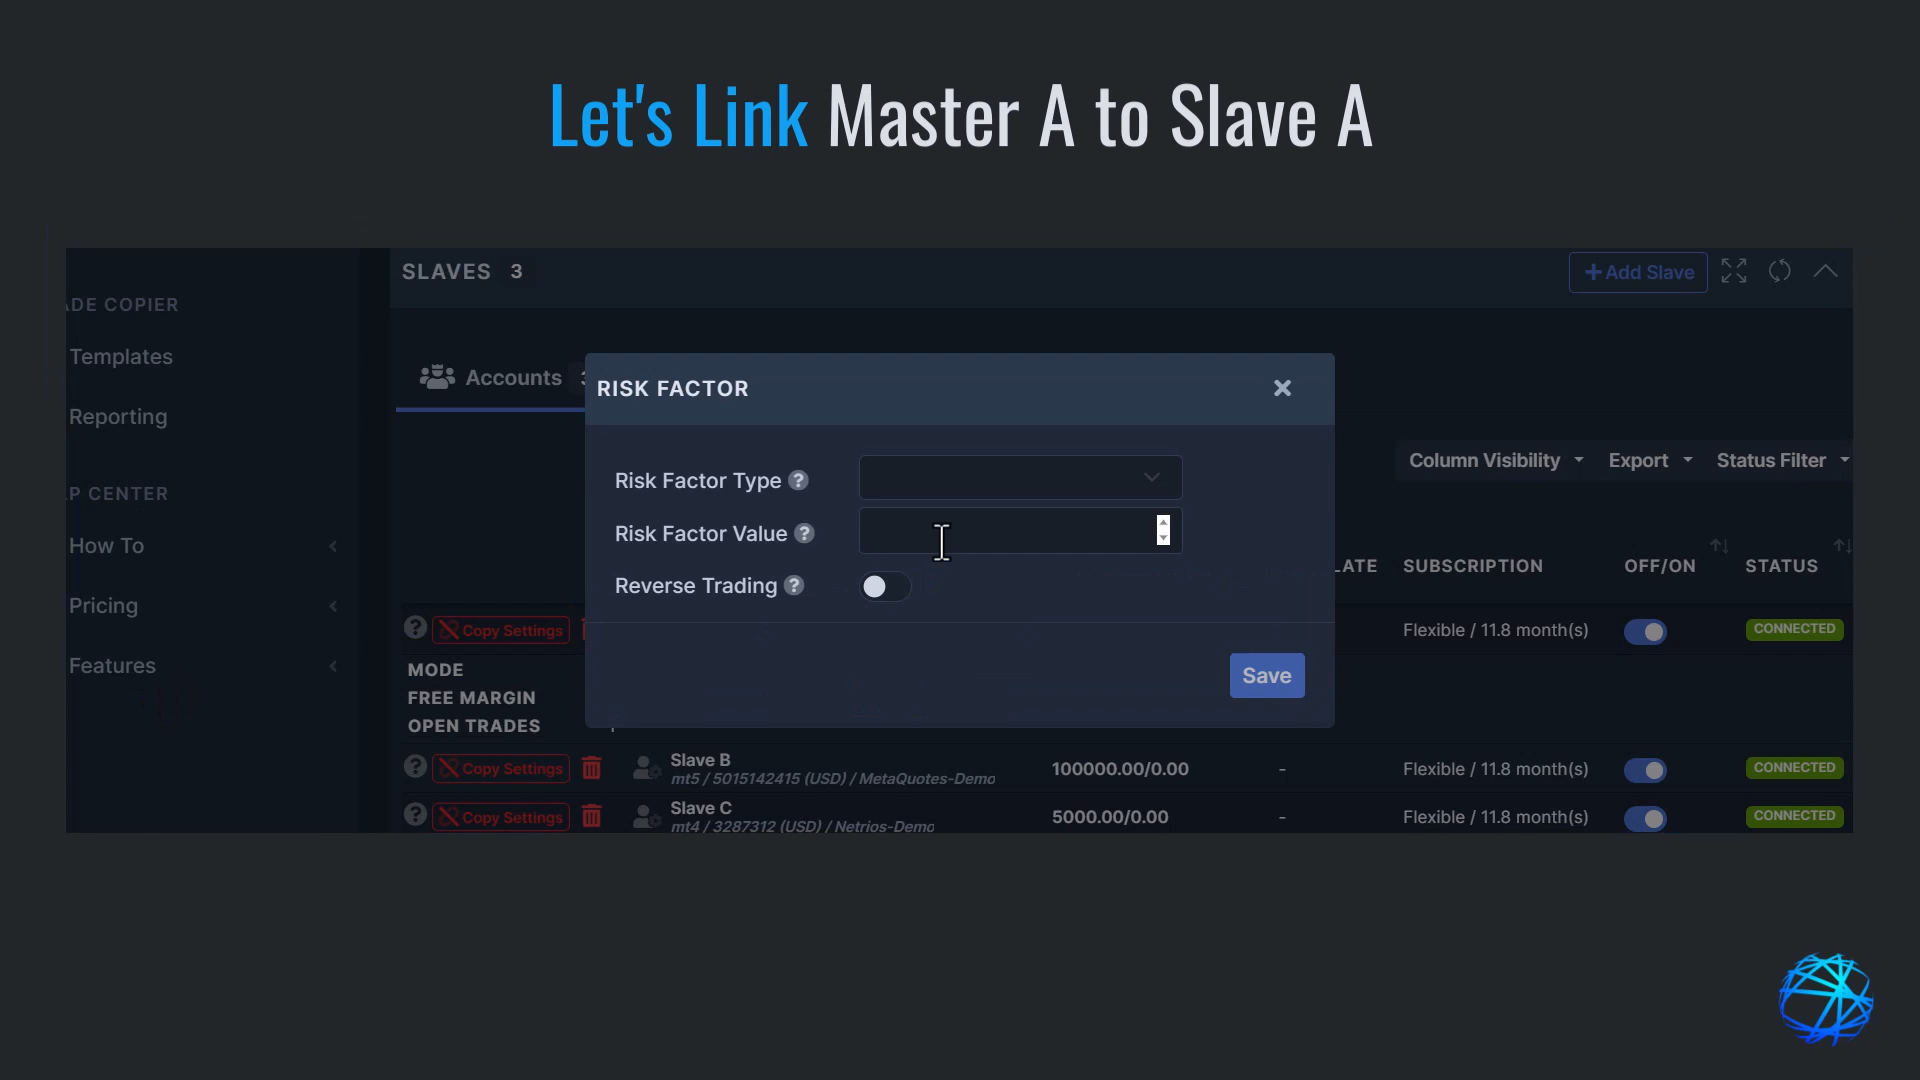 Let's Link Master A to Slave A
SLAVES 3
+Add Slave
ADE COPIER
Templates
Reporting
P CENTER
How To
Pricing
Features
Accounts
RISK FACTOR
Risk Factor Type ?
Risk Factor Value ?
Reverse Trading ?
Save
Column Visibility Export Status Filter
LATE SUBSCRIPTION OFF/ON STATUS
? Copy Settings Flexible / 11.8 month(s) CONNECTED
MODE
FREE MARGIN
OPEN TRADES
? Copy Settings Slave B 100000.00/0.00 - Flexible / 11.8 month(s) CONNECTED
mt5 / 5015142415 (USD) / MetaQuotes-Demo
? Copy Settings Slave C 5000.00/0.00 - Flexible / 11.8 month(s) CONNECTED
mt4 / 3287312 (USD) / Netrios-Demo